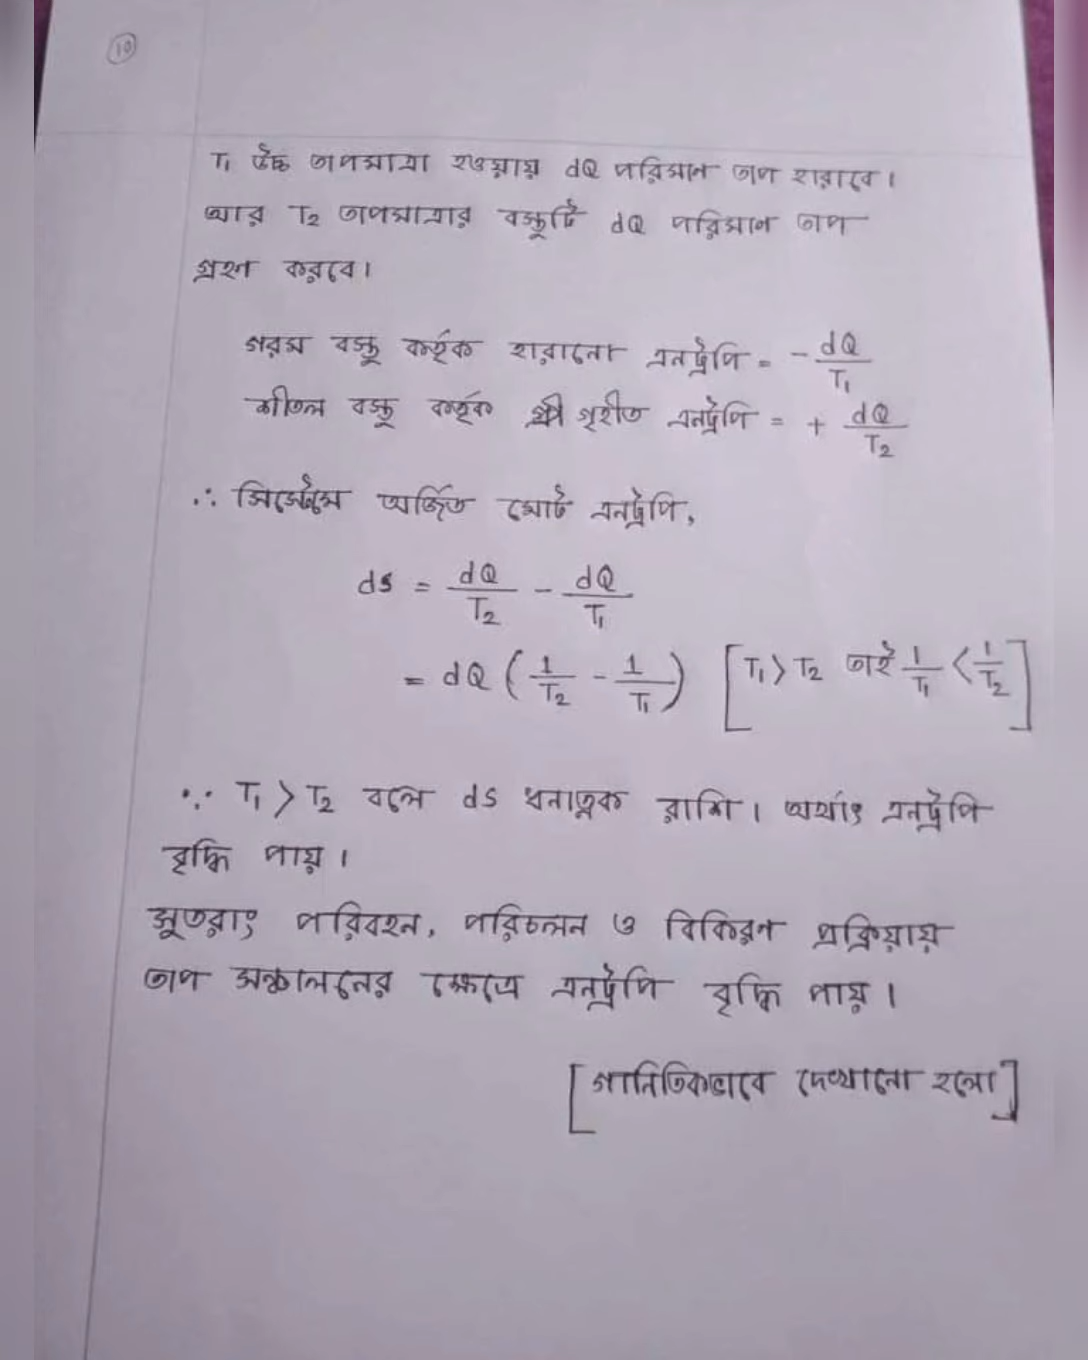 10
T₁ উচ্চ তাপমাত্রা হওয়ায় dQ পরিমান তাপ হারাবে।
আর T₂ তাপমাত্রার বস্তুটি dQ পরিমান তাপ
গ্রহণ করবে।
গরম বস্তু কর্তৃক হারানো এনট্রপি = - dQ/T₁
শীতল বস্তু কর্তৃক গৃহীত এনট্রপি = + dQ/T₂
∴ সিস্টেমে অর্জিত মোট এনট্রপি,
ds = dQ/T₂ - dQ/T₁
= dQ (1/T₂ - 1/T₁) [T₁ > T₂ তাই 1/T₁ < 1/T₂]
∵ T₁ > T₂ বলে ds ধনাত্নক রাশি। অর্থাৎ এনট্রপি
বৃদ্ধি পায়।
সুতরাং পরিবহন, পরিচলন ও বিকিরণ প্রক্রিয়ায়
তাপ সঞ্চালনের ক্ষেত্রে এনট্রপি বৃদ্ধি পায়।
[গানিতিকভাবে দেখানো হলো]